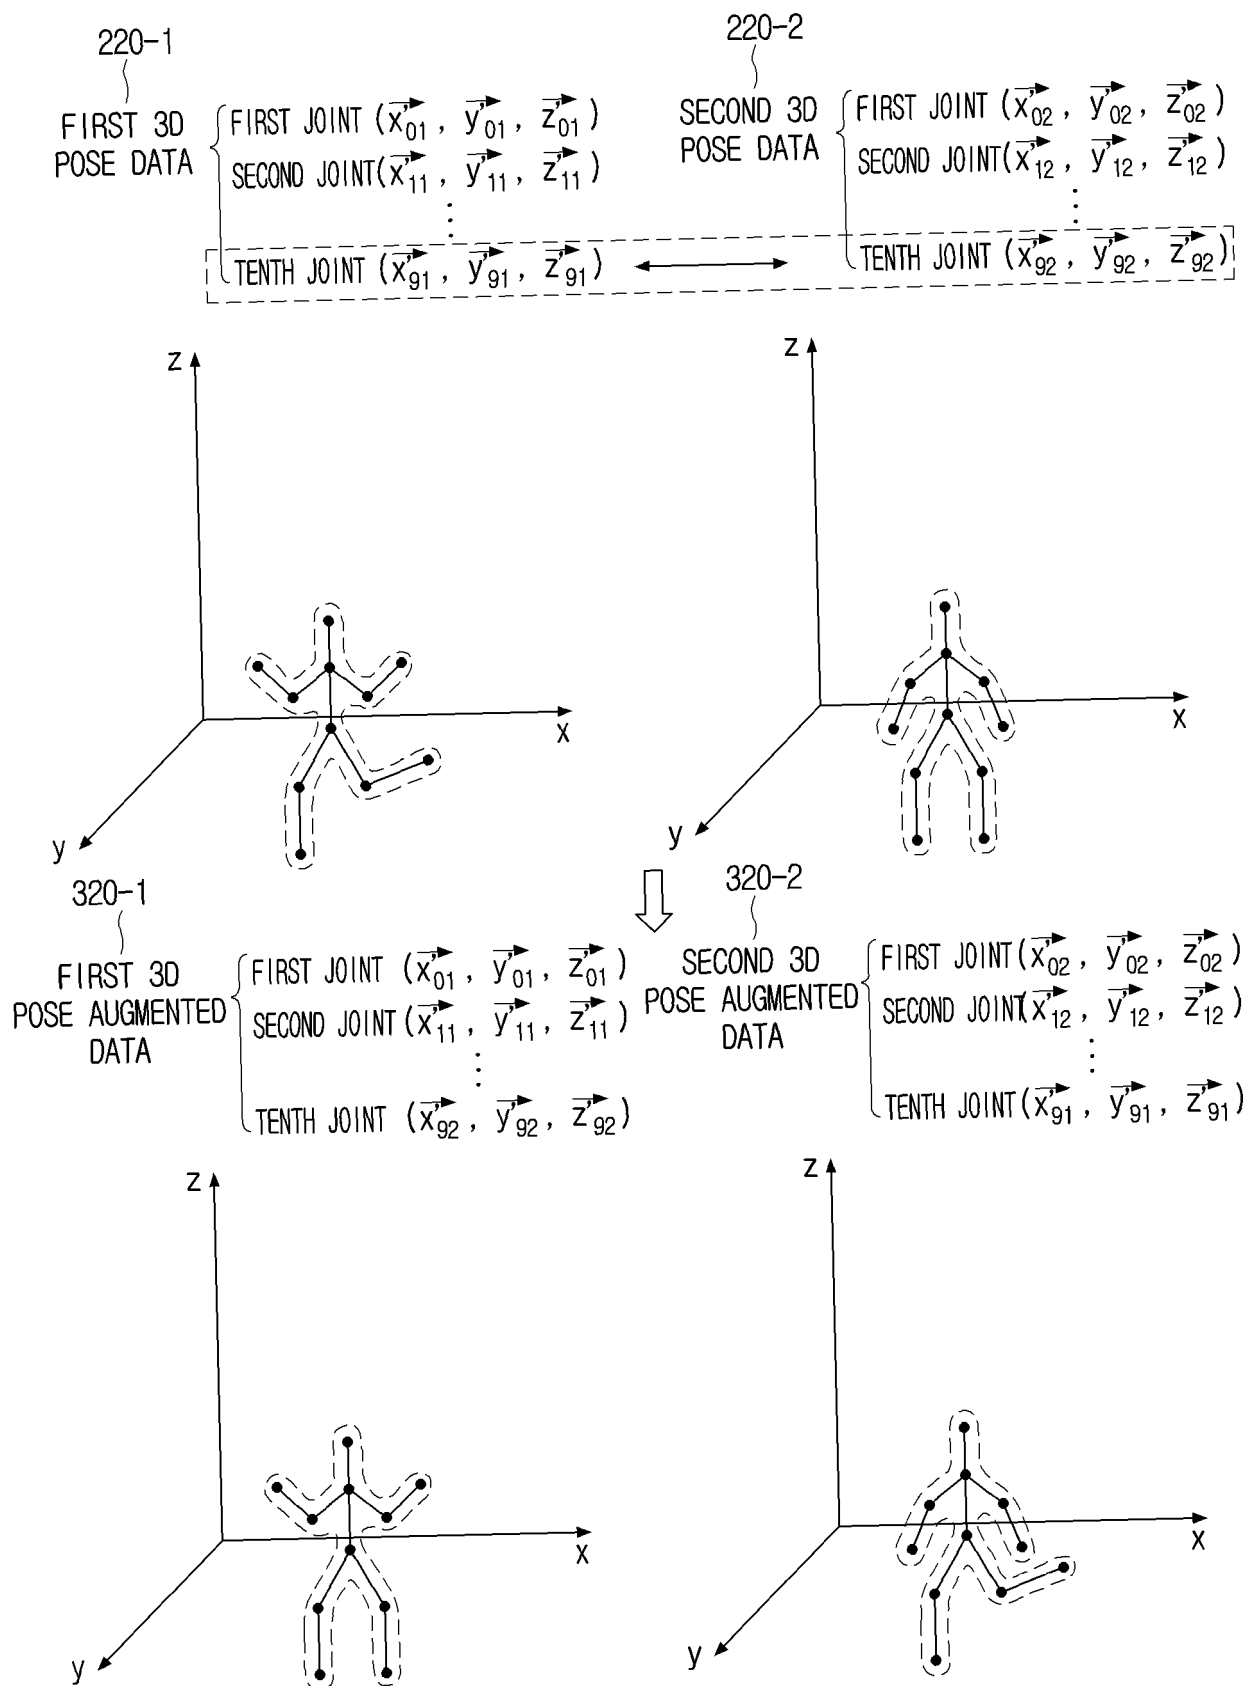 220-1
FIRST 3D
POSE DATA
FIRST JOINT (x'01, y'01, z'01)
SECOND JOINT(x'11, y'11, z'11)
⋮
TENTH JOINT (x'91, y'91, z'91)
220-2
SECOND 3D
POSE DATA
FIRST JOINT (x'02, y'02, z'02)
SECOND JOINT(x'12, y'12, z'12)
⋮
TENTH JOINT (x'92, y'92, z'92)
z
x
y
z
x
y
320-1
FIRST 3D
POSE AUGMENTED
DATA
FIRST JOINT (x'01, y'01, z'01)
SECOND JOINT(x'11, y'11, z'11)
⋮
TENTH JOINT (x'92, y'92, z'92)
320-2
SECOND 3D
POSE AUGMENTED
DATA
FIRST JOINT(x'02, y'02, z'02)
SECOND JOINT(x'12, y'12, z'12)
⋮
TENTH JOINT(x'91, y'91, z'91)
z
x
y
z
x
y